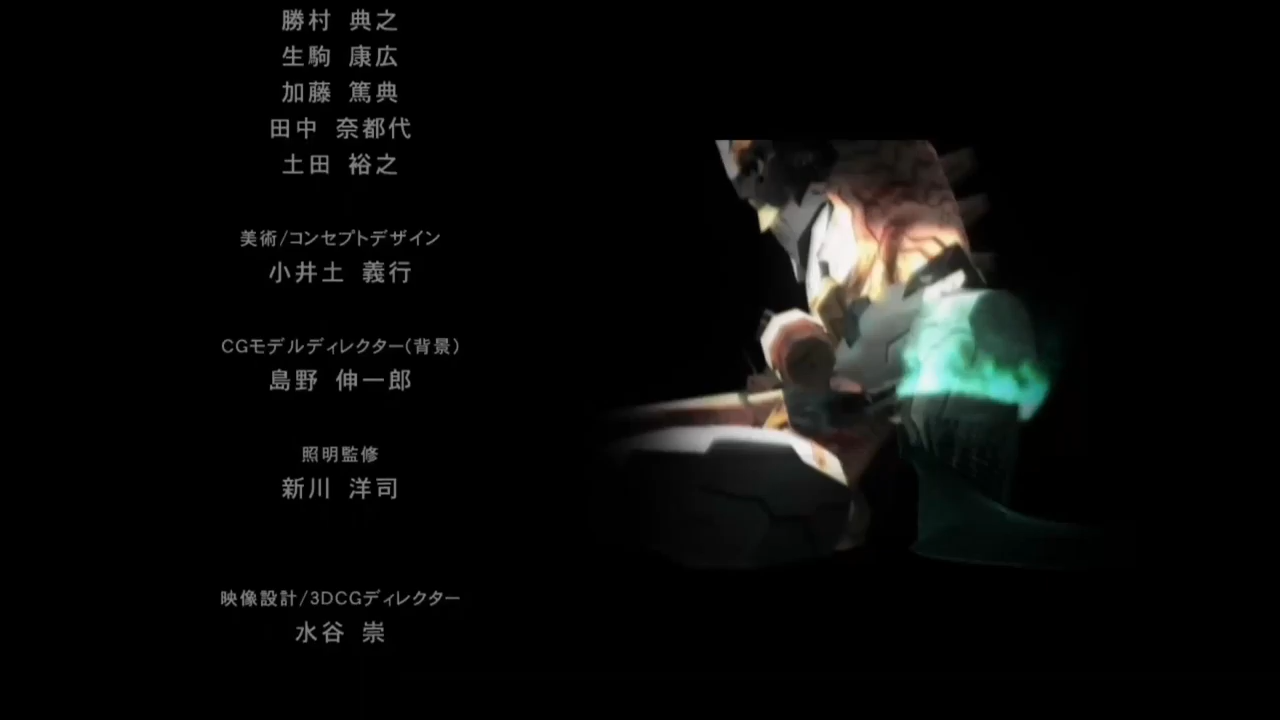 勝村 典之
生駒 康広
加藤 篤典
田中 奈都代
土田 裕之
美術/コンセプトデザイン
小井土 義行
CGモデルディレクター(背景)
島野 伸一郎
照明監修
新川 洋司
映像設計/3DCGディレクター
水谷 崇